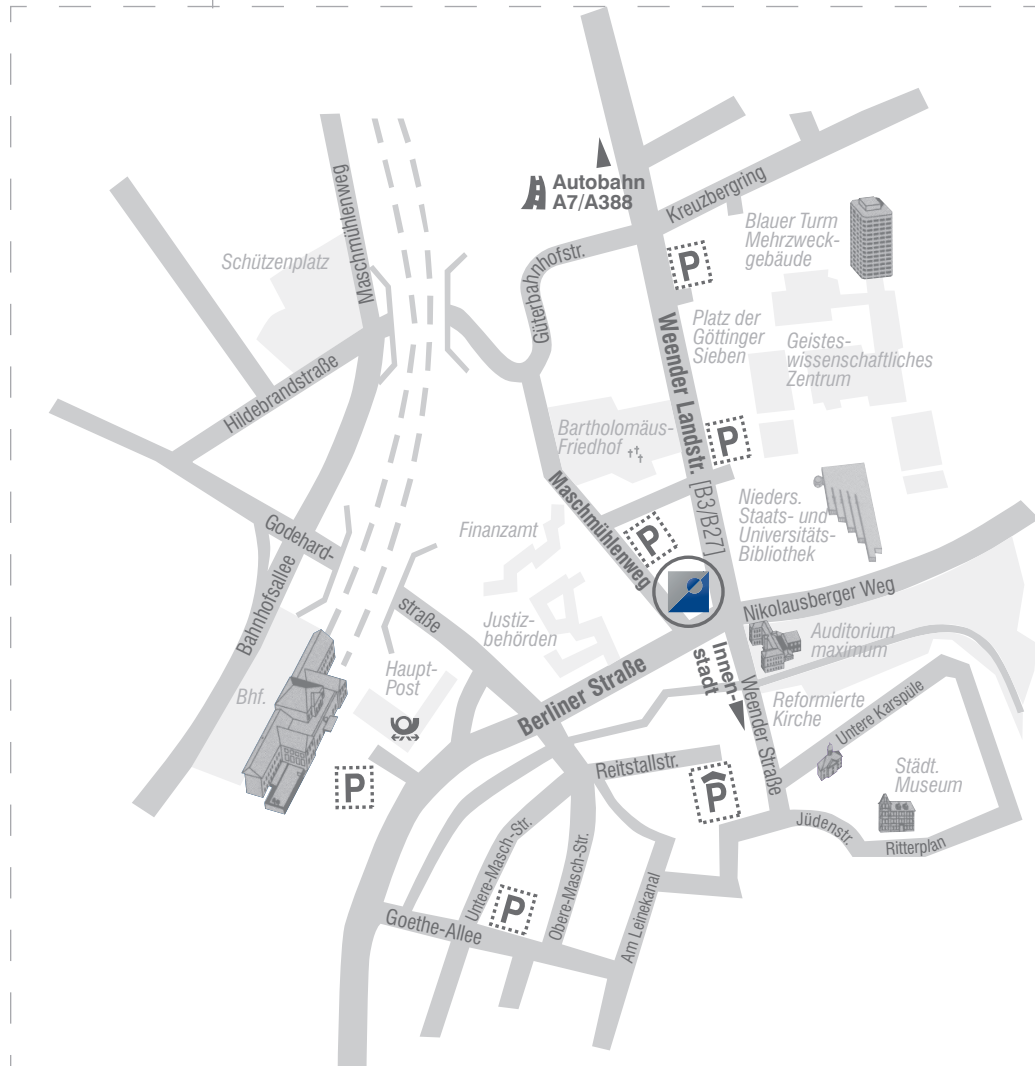 Autobahn
A7/A388
Kreuzbergring
Blauer Turm
Mehrzweck-
gebäude
Maschmühlenweg
Schützenplatz
Güterbahnhofstr.
P
Weender Landstr. [B3/B27]
Platz der
Göttinger
Sieben
Geistes-
wissenschaftliches
Zentrum
Hildebrandstraße
Bartholomäus-
Friedhof
P
Maschmühlenweg
Nieders.
Staats- und
Universitäts-
Bibliothek
Godehard-
straße
Finanzamt
P
Bahnhofsallee
Nikolausberger Weg
Justiz-
behörden
Auditorium
maximum
Innen-
stadt
Berliner Straße
Haupt-
Post
Bhf.
Weender Straße
Reformierte
Kirche
Untere Karspüle
Reitstallstr.
P
P
Städt.
Museum
Jüdenstr.
Ritterplan
Untere-Masch-Str.
Obere-Masch-Str.
P
Am Leinekanal
Goethe-Allee